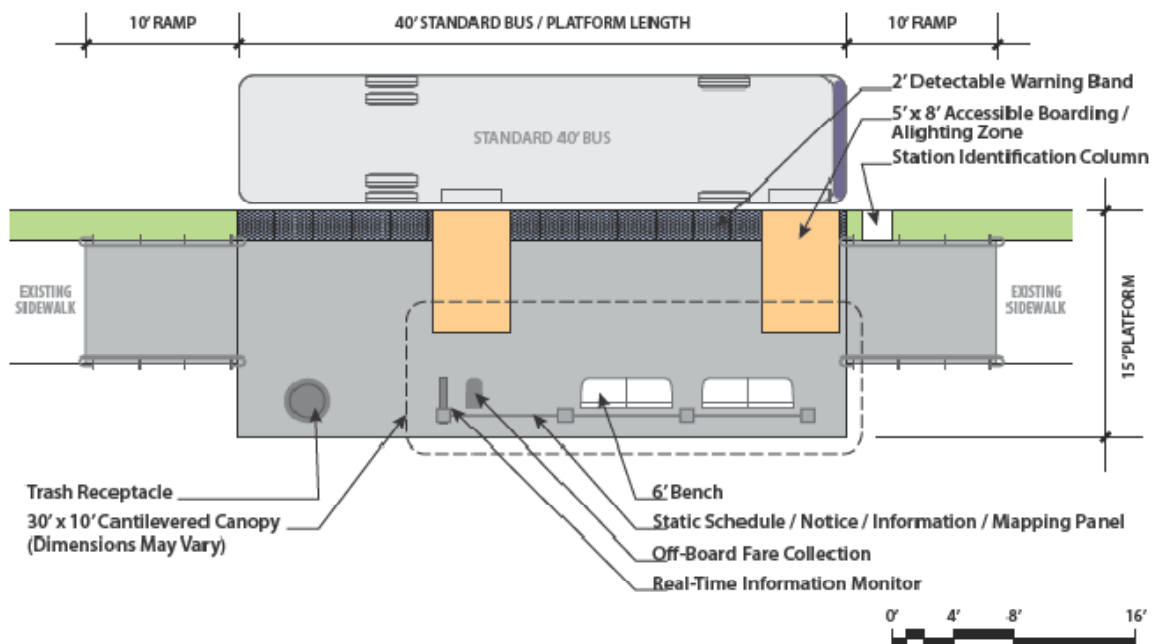 10' RAMP
40' STANDARD BUS / PLATFORM LENGTH
10' RAMP
2' Detectable Warning Band
5' x 8' Accessible Boarding /
Alighting Zone
STANDARD 40' BUS
Station Identification Column
EXISTING
SIDEWALK
EXISTING
SIDEWALK
15" PLATFORM
Trash Receptacle
6' Bench
30' x 10' Cantilevered Canopy
(Dimensions May Vary)
Static Schedule / Notice / Information / Mapping Panel
Off-Board Fare Collection
Real-Time Information Monitor
0' 4' 8' 16'